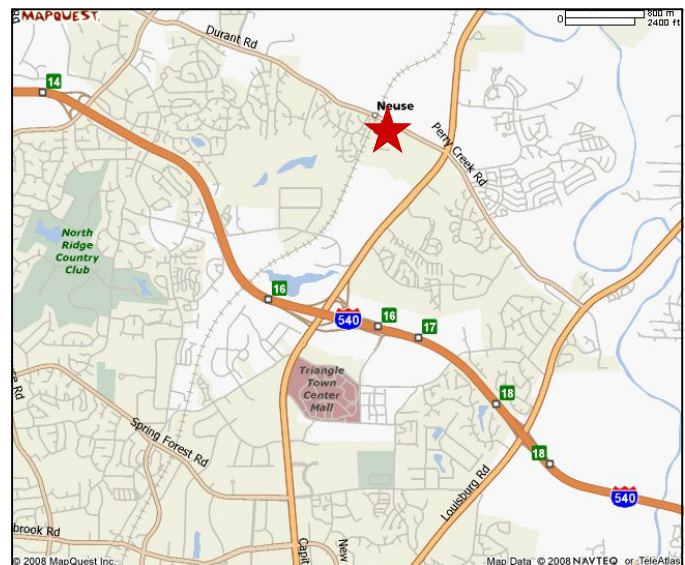 MAPQUEST.
0
800 m
2400 ft
Durant Rd
14
Neuse
Perry Creek Rd
North
Ridge
Country
Club
16
540
16
17
Triangle
Town
Center
Mall
18
Spring Forest Rd
18
Louisburg Rd
540
brook Rd
Capit
New
© 2008 MapQuest Inc.
Map Data © 2008 NAVTEQ or TeleAtlas